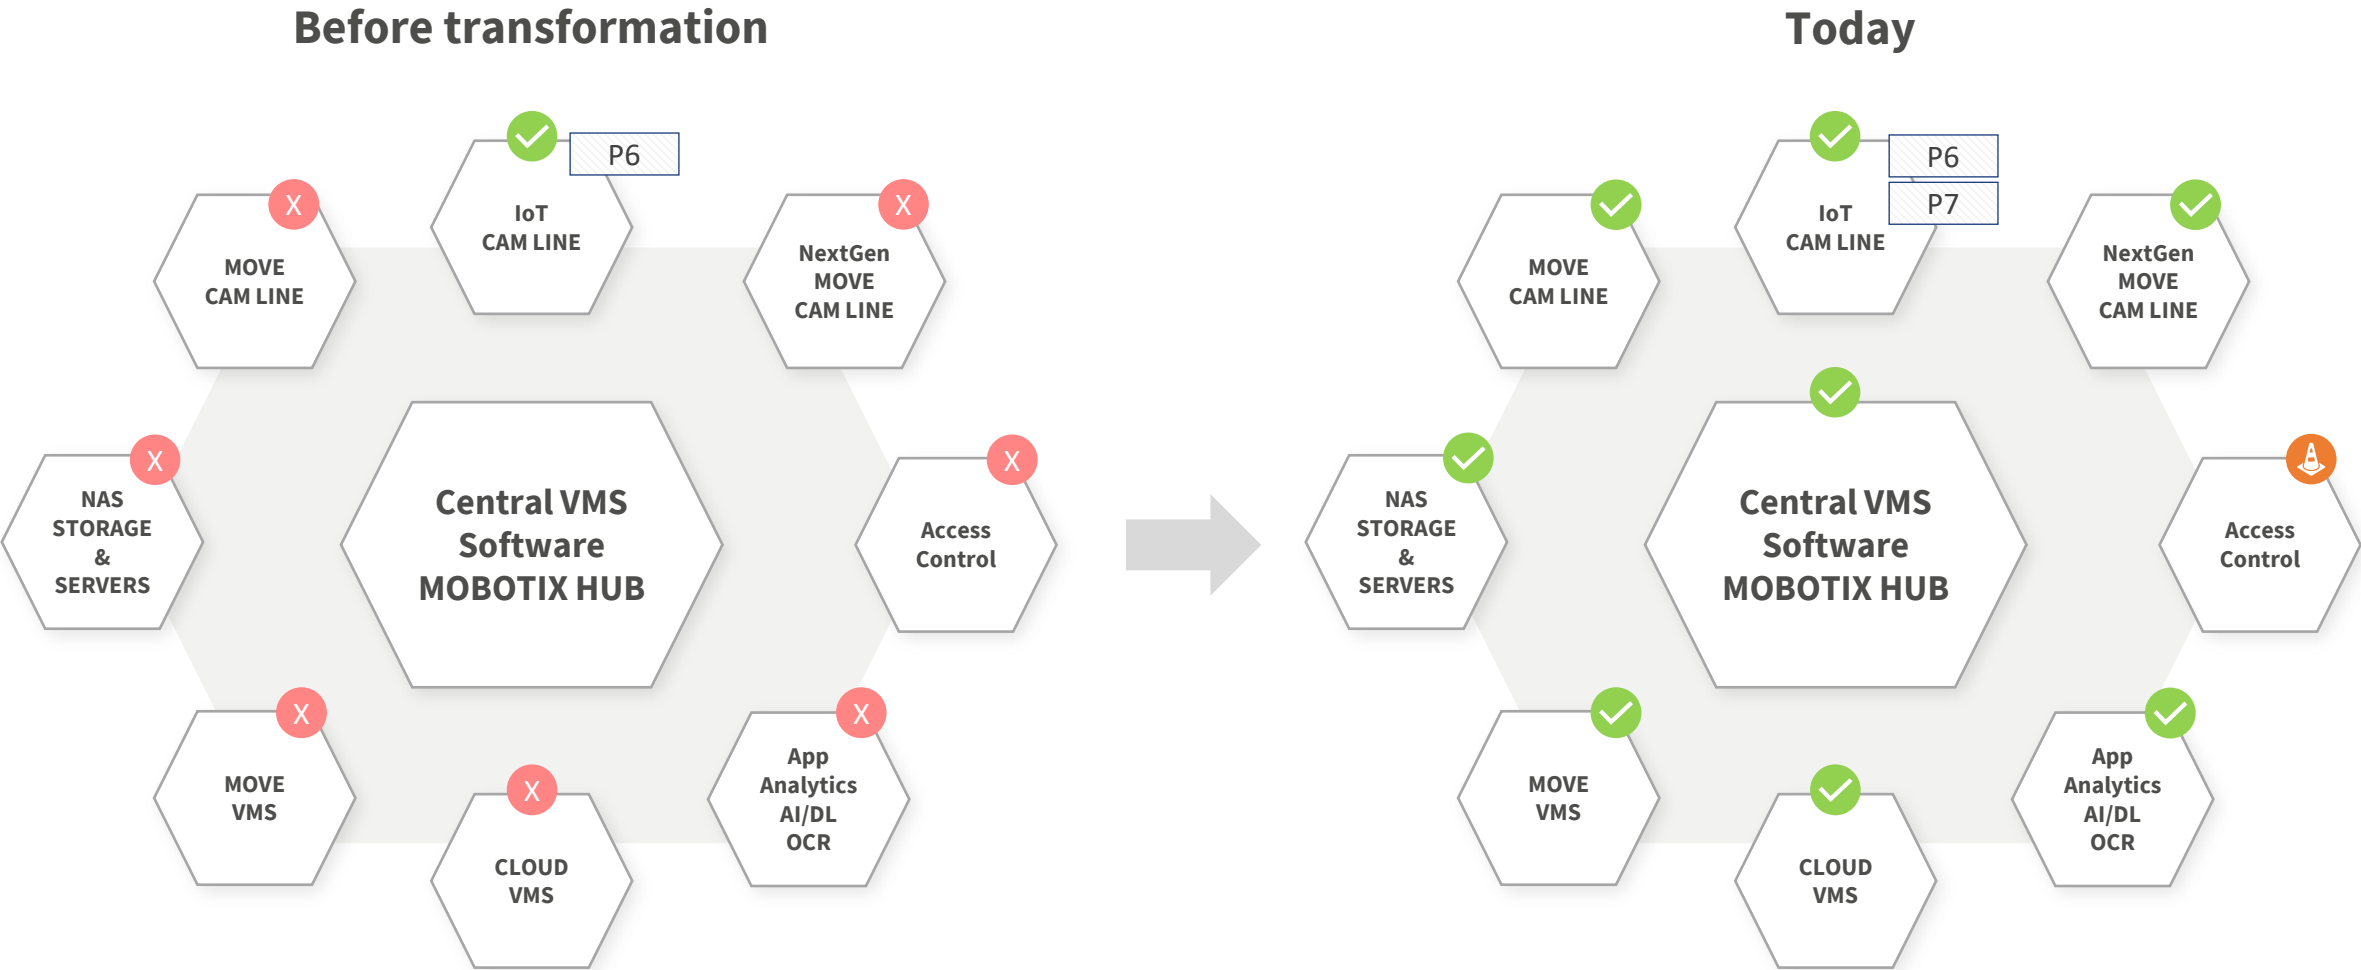 Before transformation
Today
P6
IoT
CAM LINE
X
MOVE
CAM LINE
X
NextGen
MOVE
CAM LINE
X
NAS
STORAGE
&
SERVERS
Central VMS
Software
MOBOTIX HUB
X
Access
Control
X
MOVE
VMS
X
CLOUD
VMS
X
App
Analytics
AI/DL
OCR
P6
P7
IoT
CAM LINE
MOVE
CAM LINE
NextGen
MOVE
CAM LINE
NAS
STORAGE
&
SERVERS
Central VMS
Software
MOBOTIX HUB
Access
Control
MOVE
VMS
CLOUD
VMS
App
Analytics
AI/DL
OCR